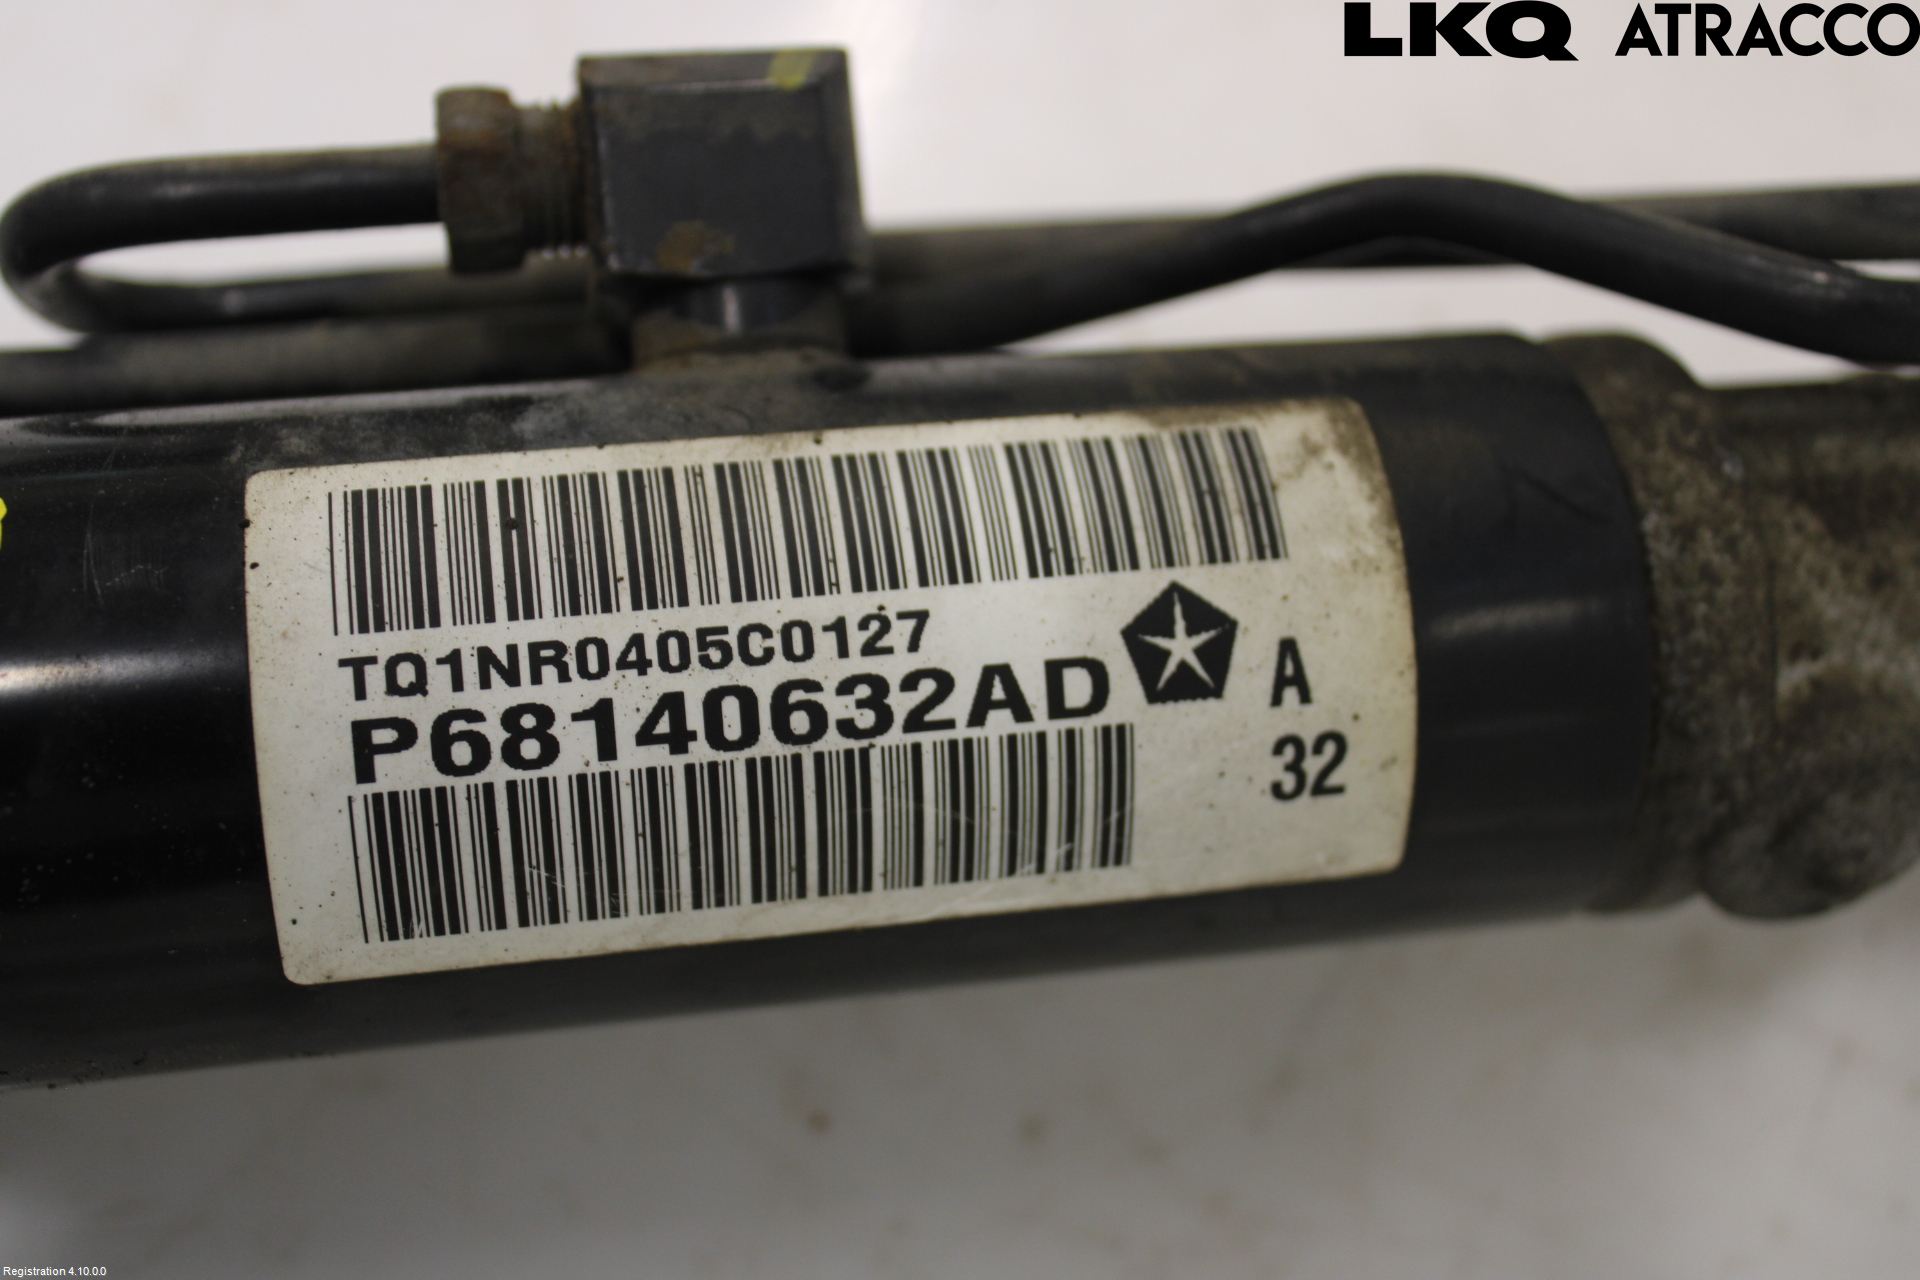 LKQ ATRACCO
TQ1NR0405C0127
P68140632AD
A
32
Registration 4.10.0.0